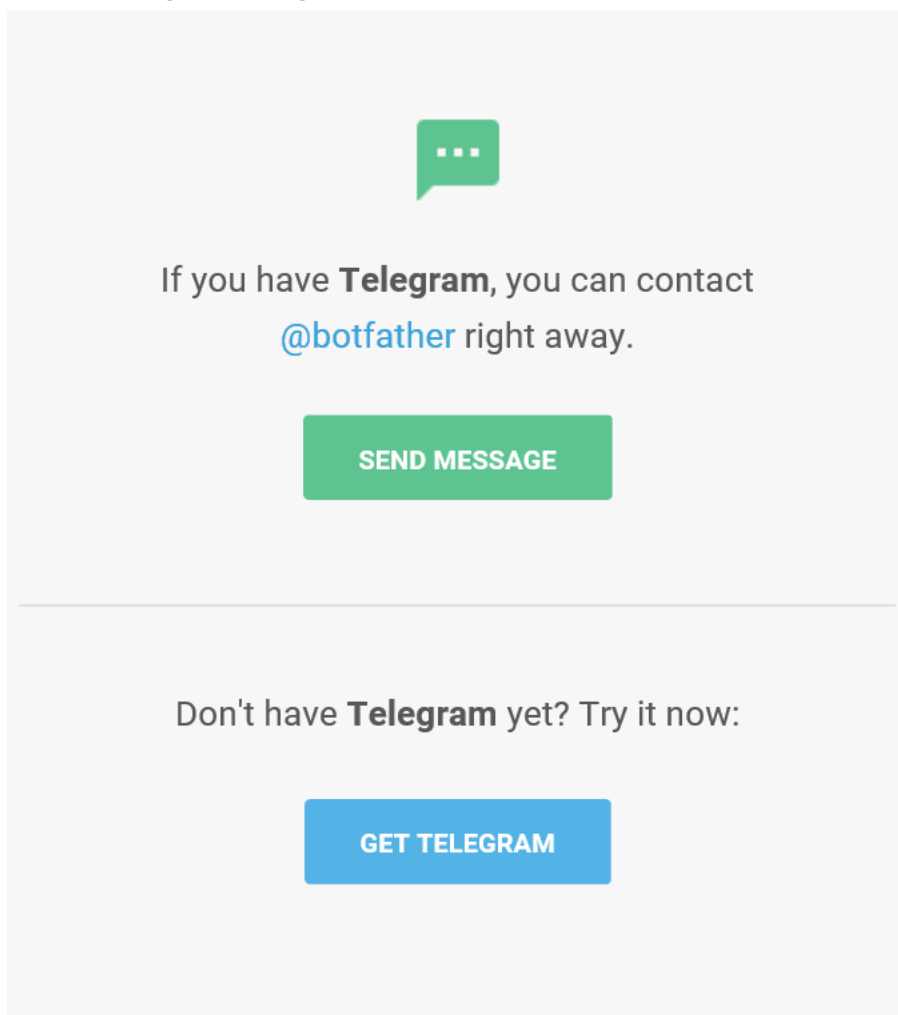 If you have Telegram, you can contact
@botfather right away.
SEND MESSAGE
Don't have Telegram yet? Try it now:
GET TELEGRAM